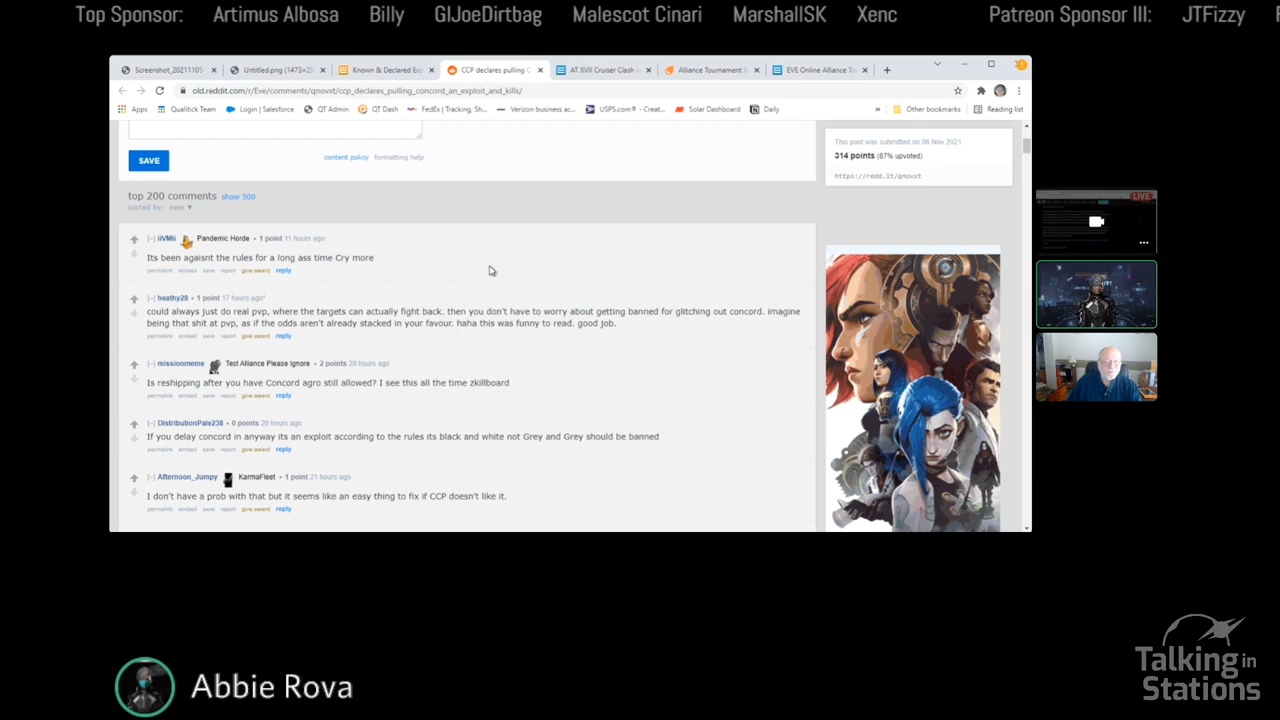 Top Sponsor: Artimus Albosa Billy GIJoeDirtbag Malescot Cinari MarshallSK Xenc Patreon Sponsor III: JTFizzy
Screenshot_20211105- Untitled.png (1473×29 Known & Declared Exp CCP declares pulling C AT XVII Cruiser Clash in Alliance Tournament EVE Online Alliance To
old.reddit.com/r/Eve/comments/qnovxt/ccp_declares_pulling_concord_an_exploit_and_kills/
Apps Qualitick Team Login | Salesforce QT Admin QT Dash FedEx | Tracking, Sh... Verizon business ac... USPS.com® - Creat... Solar Dashboard Daily » Other bookmarks Reading list
SAVE
content policy formatting help
This post was submitted on 06 Nov 2021
314 points (87% upvoted)
https://redd.it/qnovxt
top 200 comments show 500
sorted by: new ▼
[-] iiVMii Pandemic Horde • 1 point 11 hours ago
Its been agaisnt the rules for a long ass time Cry more
permalink embed save report give award reply
[-] heathy28 • 1 point 17 hours ago*
could always just do real pvp, where the targets can actually fight back. then you don't have to worry about getting banned for glitching out concord. imagine
being that shit at pvp, as if the odds aren't already stacked in your favour. haha this was funny to read. good job.
permalink embed save report give award reply
[-] missionmeme Test Alliance Please Ignore • 2 points 20 hours ago
Is reshipping after you have Concord agro still allowed? I see this all the time zkillboard
permalink embed save report give award reply
[-] DistributionPale238 • 0 points 20 hours ago
If you delay concord in anyway its an exploit according to the rules its black and white not Grey and Grey should be banned
permalink embed save report give award reply
[-] Afternoon_Jumpy KarmaFleet • 1 point 21 hours ago
I don't have a prob with that but it seems like an easy thing to fix if CCP doesn't like it.
permalink embed save report give award reply
LIVE
Abbie Rova
Talking in
Stations